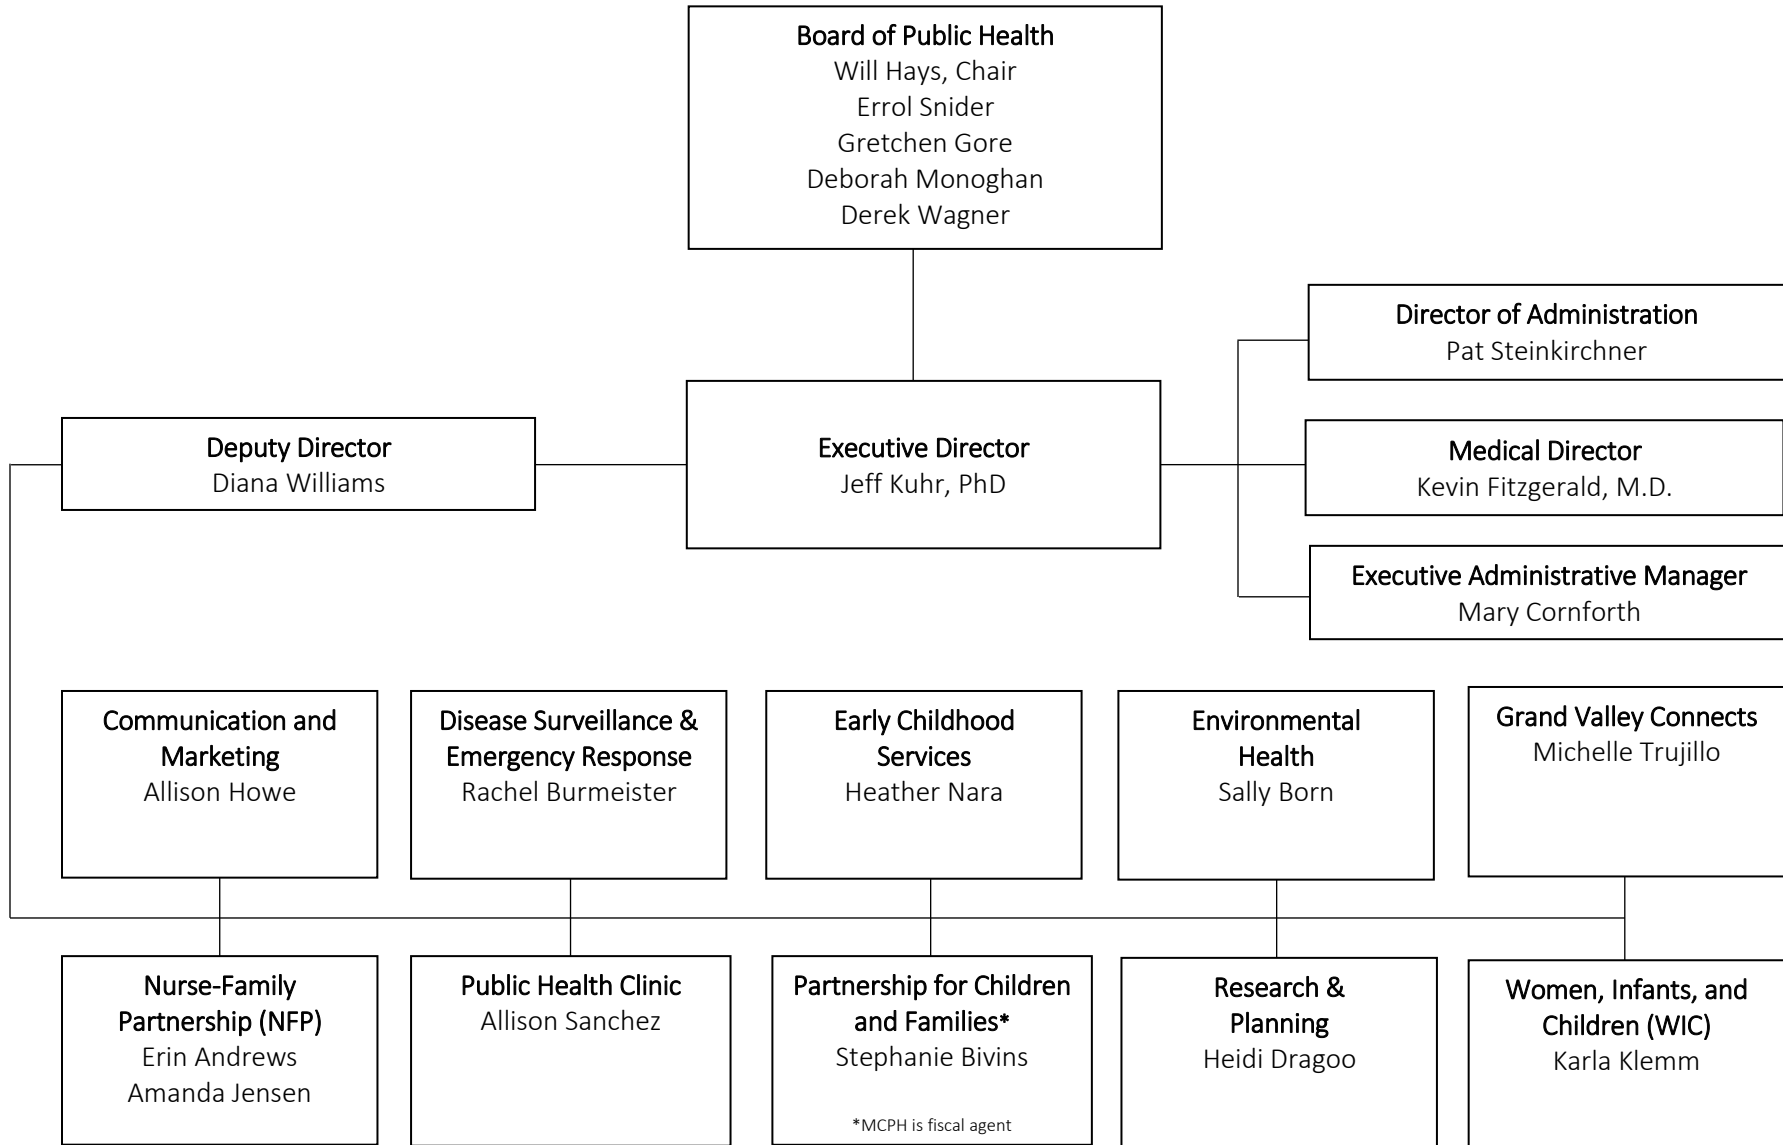 Board of Public Health
Will Hays, Chair
Errol Snider
Gretchen Gore
Deborah Monoghan
Derek Wagner
Director of Administration
Pat Steinkirchner
Deputy Director
Diana Williams
Executive Director
Jeff Kuhr, PhD
Medical Director
Kevin Fitzgerald, M.D.
Executive Administrative Manager
Mary Cornforth
Communication and
Marketing
Allison Howe
Disease Surveillance &
Emergency Response
Rachel Burmeister
Early Childhood
Services
Heather Nara
Environmental
Health
Sally Born
Grand Valley Connects
Michelle Trujillo
Nurse-Family
Partnership (NFP)
Erin Andrews
Amanda Jensen
Public Health Clinic
Allison Sanchez
Partnership for Children
and Families*
Stephanie Bivins
*MCPH is fiscal agent
Research &
Planning
Heidi Dragoo
Women, Infants, and
Children (WIC)
Karla Klemm